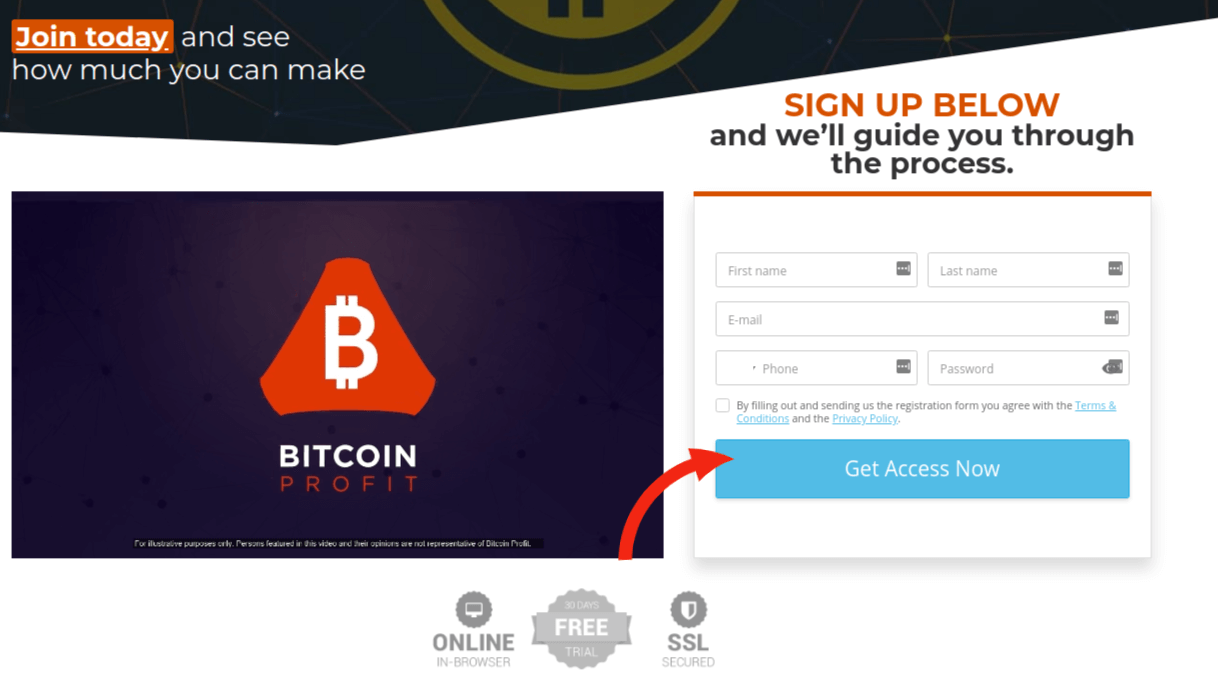 Join today and see
how much you can make
SIGN UP BELOW
and we’ll guide you through
the process.
First name
Last name
E-mail
Phone
Password
By filling out and sending us the registration form you agree with the Terms &
Conditions and the Privacy Policy.
Get Access Now
BITCOIN
PROFIT
For illustrative purposes only. Persons featured in this video and their opinions are not representative of Bitcoin Profit.
ONLINE
IN-BROWSER
30 DAYS
FREE
TRIAL
SSL
SECURED